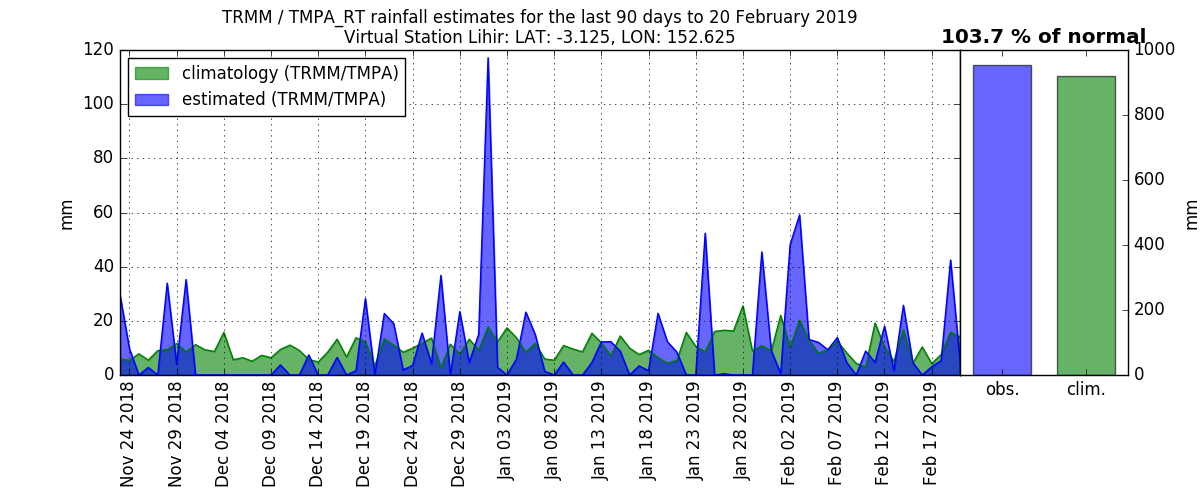 TRMM / TMPA_RT rainfall estimates for the last 90 days to 20 February 2019
Virtual Station Lihir: LAT: -3.125, LON: 152.625
103.7 % of normal
climatology (TRMM/TMPA)
estimated (TRMM/TMPA)
120
100
80
60
40
20
0
mm
Nov 24 2018
Nov 29 2018
Dec 04 2018
Dec 09 2018
Dec 14 2018
Dec 19 2018
Dec 24 2018
Dec 29 2018
Jan 03 2019
Jan 08 2019
Jan 13 2019
Jan 18 2019
Jan 23 2019
Jan 28 2019
Feb 02 2019
Feb 07 2019
Feb 12 2019
Feb 17 2019
obs.
clim.
1000
800
600
400
200
0
mm